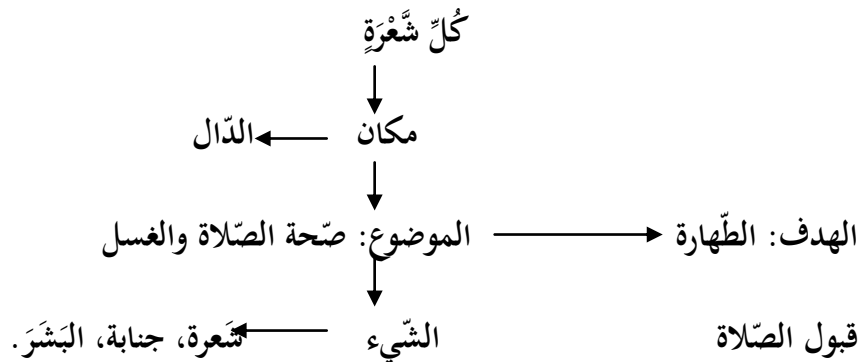 كُلِّ شَّعْرَةٍ
مكان الدّال
الهدف: الطّهارة الموضوع: صّحة الصّلاة والغسل
قبول الصّلاة الشّيء شَعرة، جنابة، البَشَرَ.